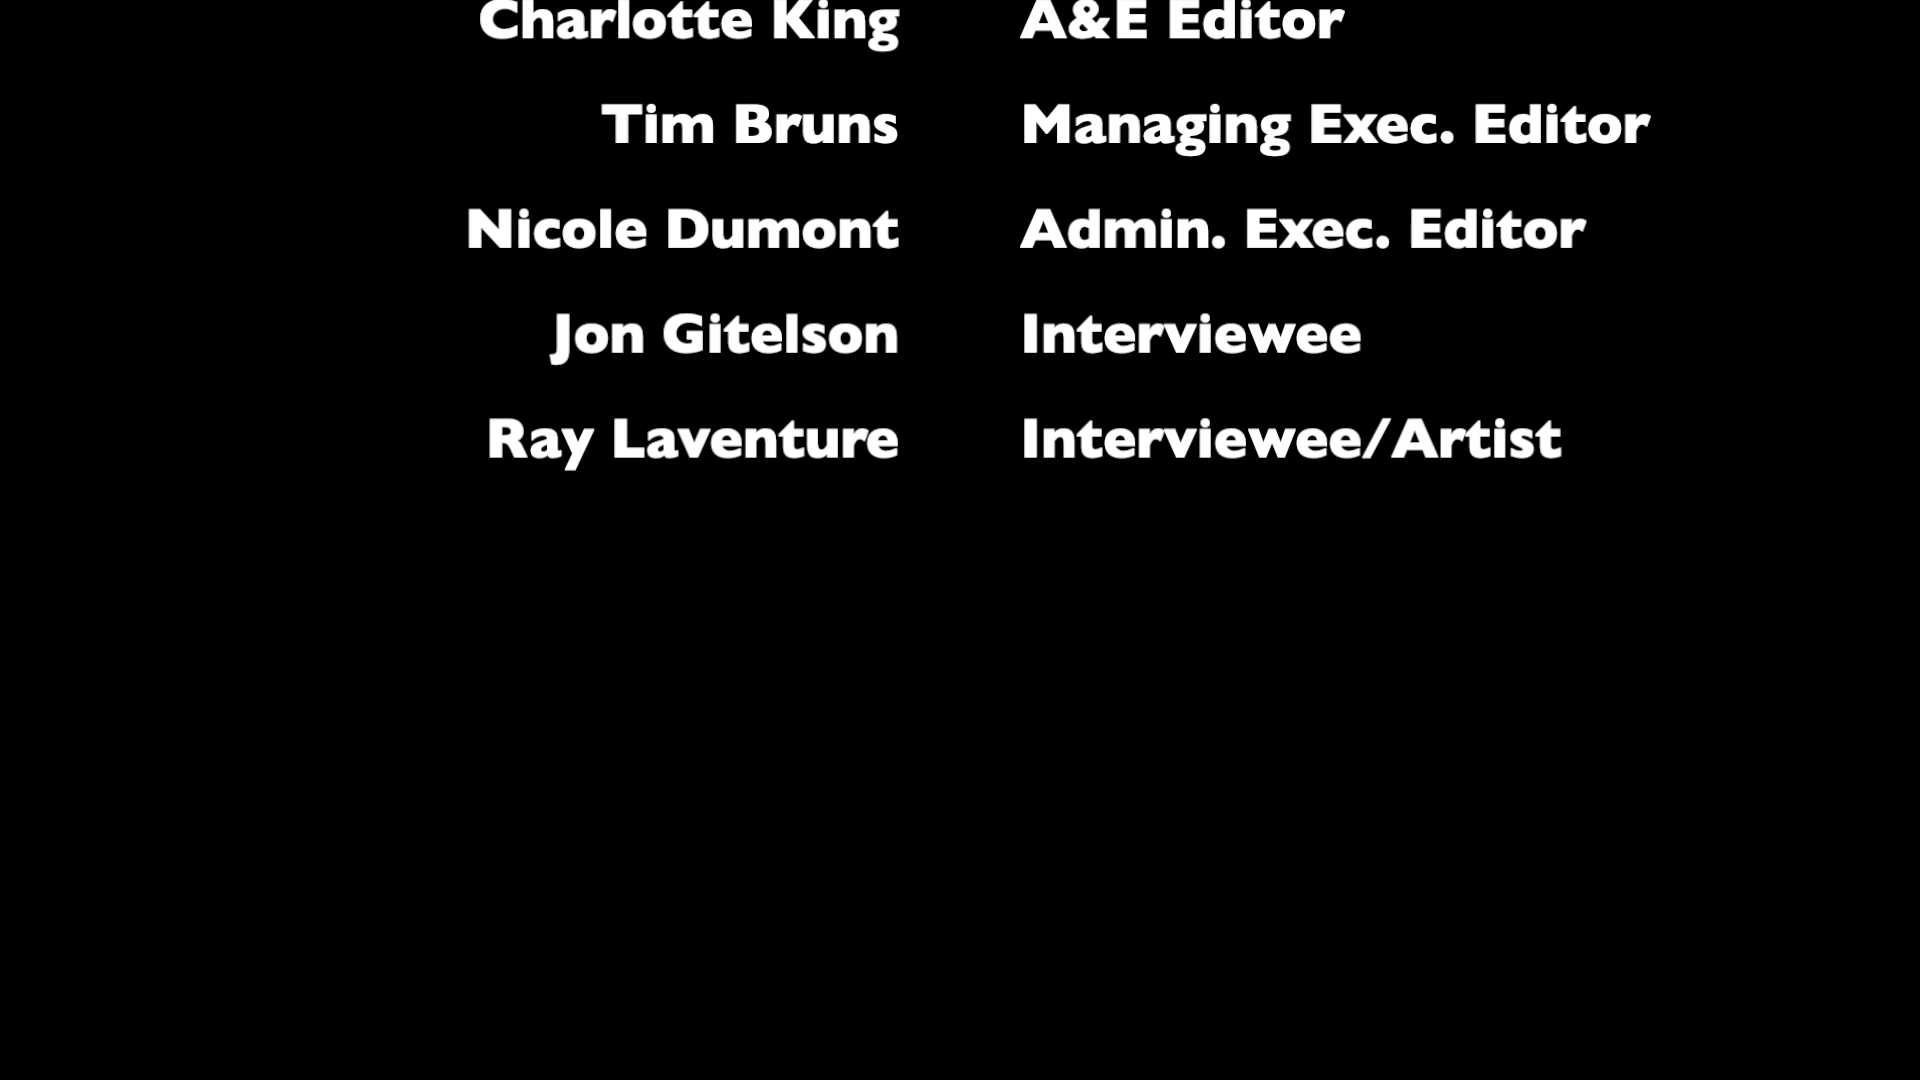 Charlotte King A&E Editor
Tim Bruns Managing Exec. Editor
Nicole Dumont Admin. Exec. Editor
Jon Gitelson Interviewee
Ray Laventure Interviewee/Artist